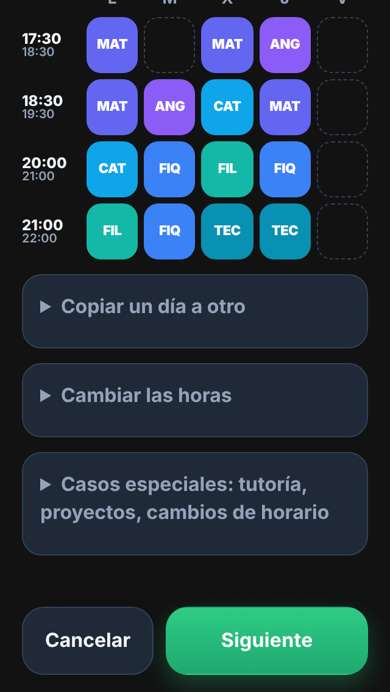 L M X J V
17:30 MAT MAT ANG
18:30
18:30 MAT ANG CAT MAT
19:30
20:00 CAT FIQ FIL FIQ
21:00
21:00 FIL FIQ TEC TEC
22:00
▶ Copiar un día a otro
▶ Cambiar las horas
▶ Casos especiales: tutoría,
proyectos, cambios de horario
Cancelar Siguiente